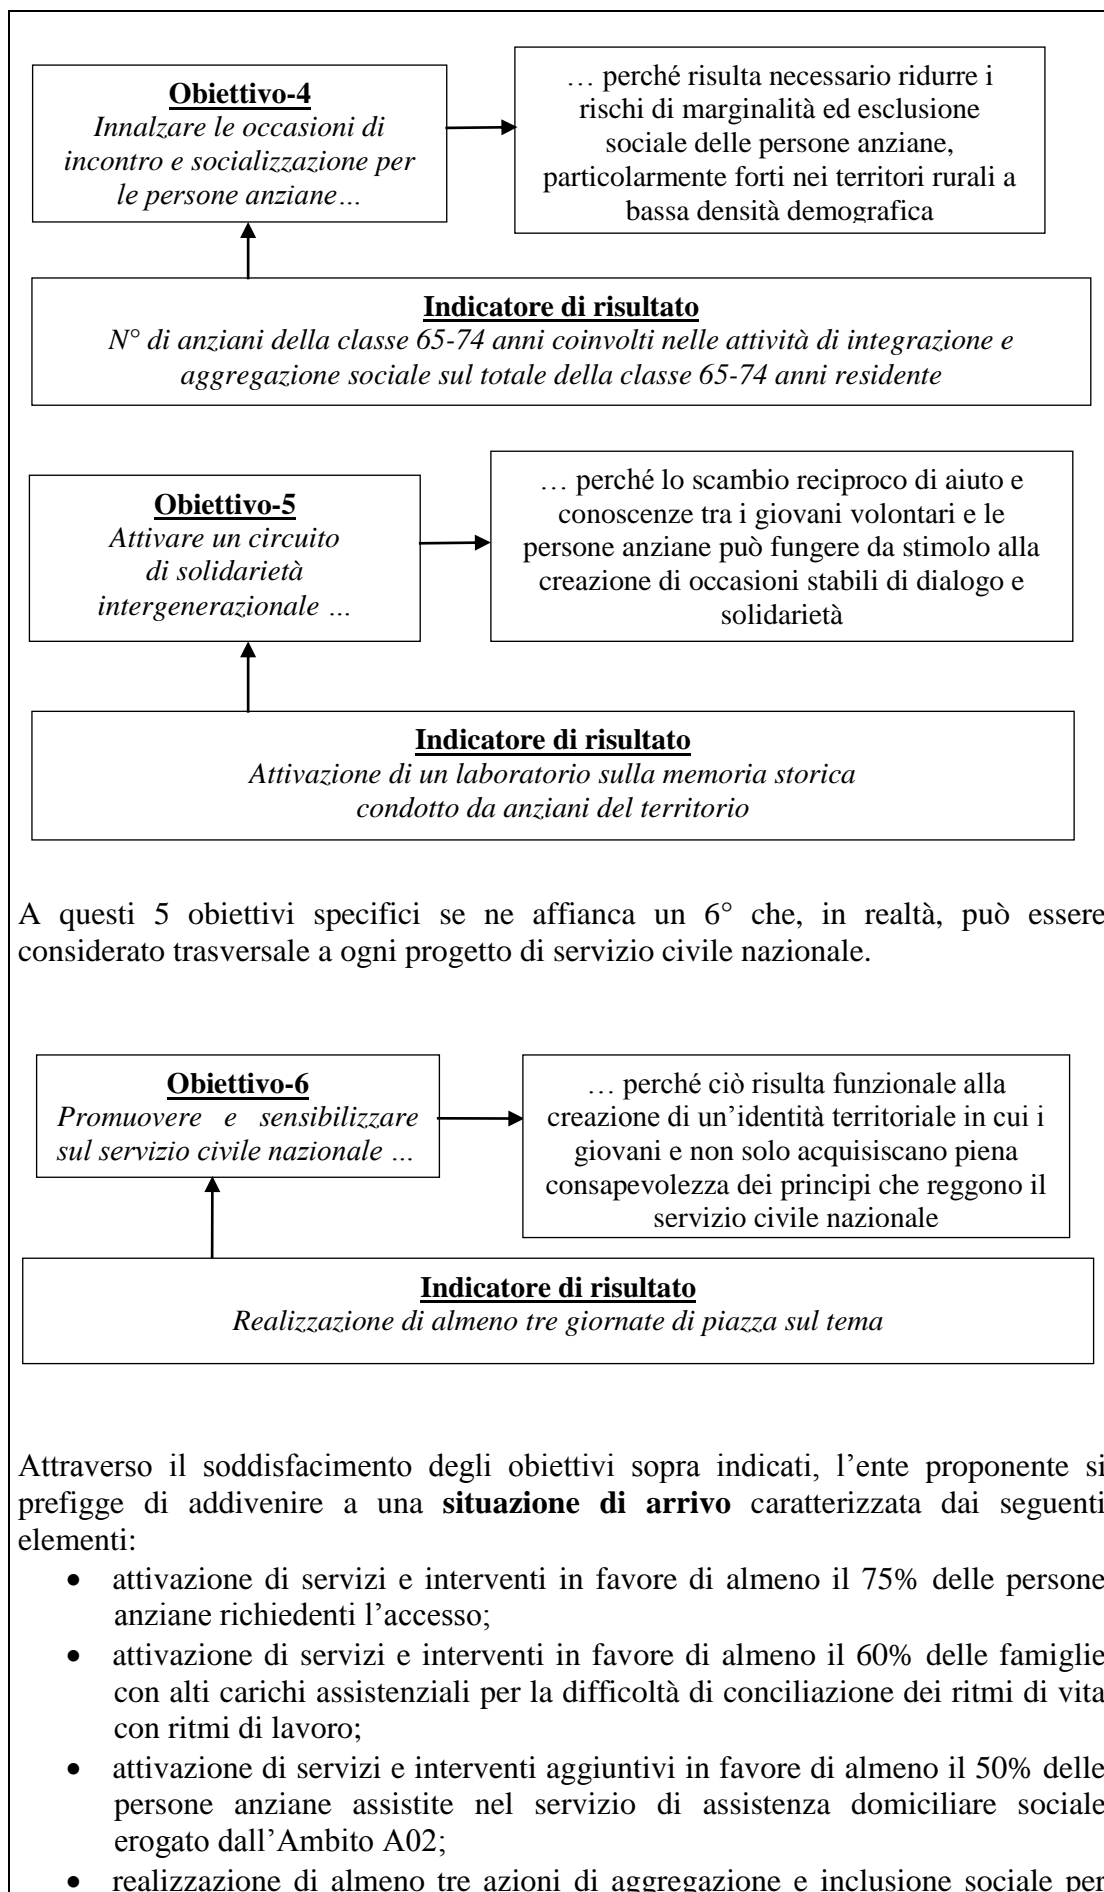 Obiettivo-4
Innalzare le occasioni di
incontro e socializzazione per
le persone anziane…
… perché risulta necessario ridurre i
rischi di marginalità ed esclusione
sociale delle persone anziane,
particolarmente forti nei territori rurali a
bassa densità demografica
Indicatore di risultato
N° di anziani della classe 65-74 anni coinvolti nelle attività di integrazione e
aggregazione sociale sul totale della classe 65-74 anni residente
Obiettivo-5
Attivare un circuito
di solidarietà
intergenerazionale …
… perché lo scambio reciproco di aiuto e
conoscenze tra i giovani volontari e le
persone anziane può fungere da stimolo alla
creazione di occasioni stabili di dialogo e
solidarietà
Indicatore di risultato
Attivazione di un laboratorio sulla memoria storica
condotto da anziani del territorio
A questi 5 obiettivi specifici se ne affianca un 6° che, in realtà, può essere
considerato trasversale a ogni progetto di servizio civile nazionale.
Obiettivo-6
Promuovere e sensibilizzare
sul servizio civile nazionale …
… perché ciò risulta funzionale alla
creazione di un’identità territoriale in cui i
giovani e non solo acquisiscano piena
consapevolezza dei principi che reggono il
servizio civile nazionale
Indicatore di risultato
Realizzazione di almeno tre giornate di piazza sul tema
Attraverso il soddisfacimento degli obiettivi sopra indicati, l’ente proponente si
prefigge di addivenire a una situazione di arrivo caratterizzata dai seguenti
elementi:
• attivazione di servizi e interventi in favore di almeno il 75% delle persone
anziane richiedenti l’accesso;
• attivazione di servizi e interventi in favore di almeno il 60% delle famiglie
con alti carichi assistenziali per la difficoltà di conciliazione dei ritmi di vita
con ritmi di lavoro;
• attivazione di servizi e interventi aggiuntivi in favore di almeno il 50% delle
persone anziane assistite nel servizio di assistenza domiciliare sociale
erogato dall’Ambito A02;
• realizzazione di almeno tre azioni di aggregazione e inclusione sociale per